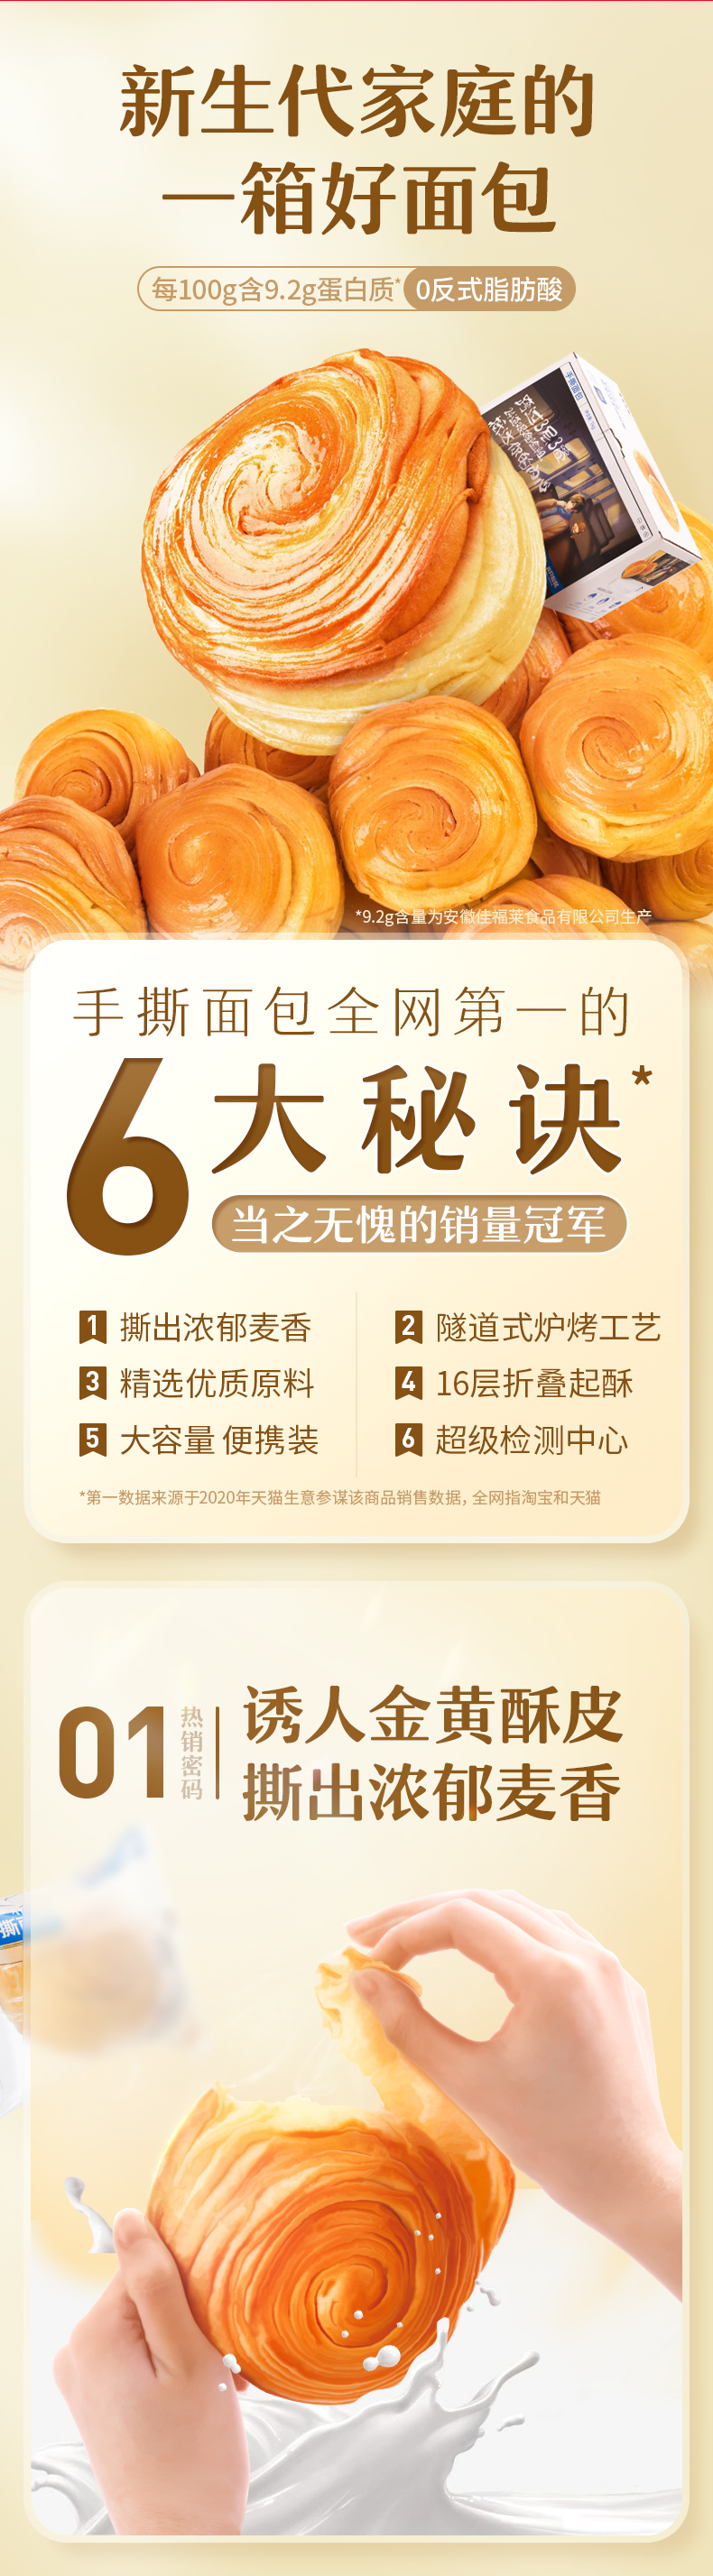 新生代家庭的
一箱好面包
每100g含9.2g蛋白质* 0反式脂肪酸
手撕面包
*9.2g含量为安徽佳福莱食品有限公司生产
手撕面包全网第一的
6大秘诀*
当之无愧的销量冠军
1 撕出浓郁麦香
2 隧道式炉烤工艺
3 精选优质原料
4 16层折叠起酥
5 大容量 便携装
6 超级检测中心
*第一数据来源于2020年天猫生意参谋该商品销售数据，全网指淘宝和天猫
01
热销密码
诱人金黄酥皮
撕出浓郁麦香
撕